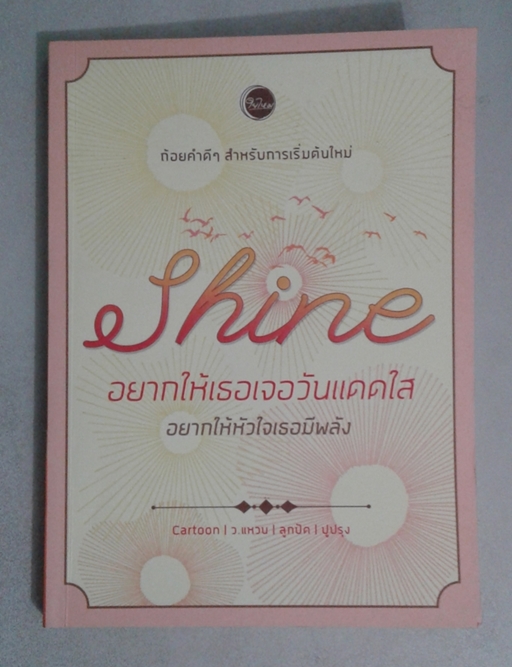 ถ้อยคำดีๆ สำหรับการเริ่มต้นใหม่
Shine
อยากให้เธอเจอวันแดดใส
อยากให้หัวใจเธอมีพลัง
Cartoon | ว.แหวน | ลูกปัด | ปูปรุง